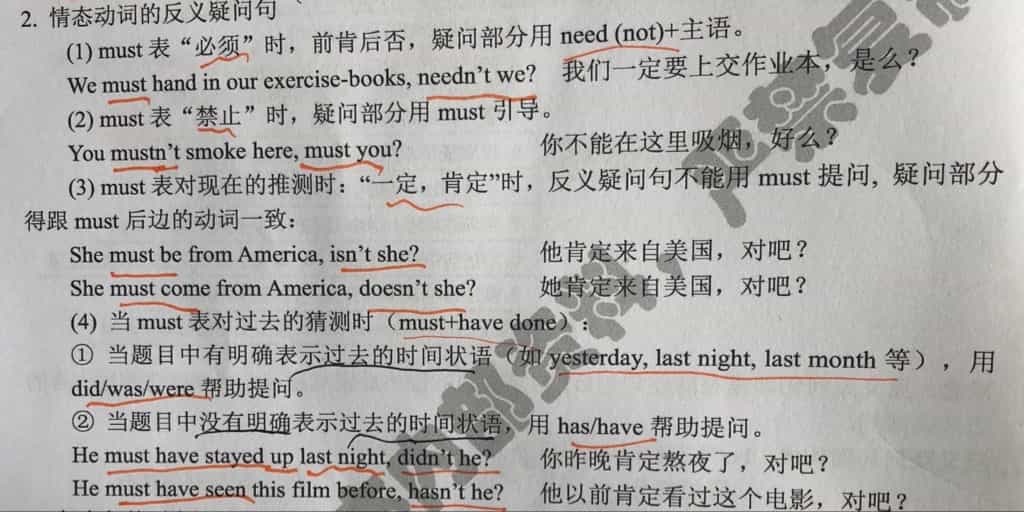 2. 情态动词的反义疑问句
(1) must 表“必须”时，前肯后否，疑问部分用 need (not)+主语。
We must hand in our exercise-books, needn't we? 我们一定要上交作业本，是么？
(2) must 表“禁止”时，疑问部分用 must 引导。
You mustn't smoke here, must you? 你不能在这里吸烟，好么？
(3) must 表对现在的推测时：“一定，肯定”时，反义疑问句不能用 must 提问, 疑问部分
得跟 must 后边的动词一致：
She must be from America, isn't she? 他肯定来自美国，对吧？
She must come from America, doesn't she? 她肯定来自美国，对吧？
(4) 当 must 表对过去的猜测时（must+have done）：
① 当题目中有明确表示过去的时间状语（如 yesterday, last night, last month 等），用
did/was/were 帮助提问。
② 当题目中没有明确表示过去的时间状语，用 has/have 帮助提问。
He must have stayed up last night, didn't he? 你昨晚肯定熬夜了，对吧？
He must have seen this film before, hasn't he? 他以前肯定看过这个电影，对吧？
内部资料，严禁复